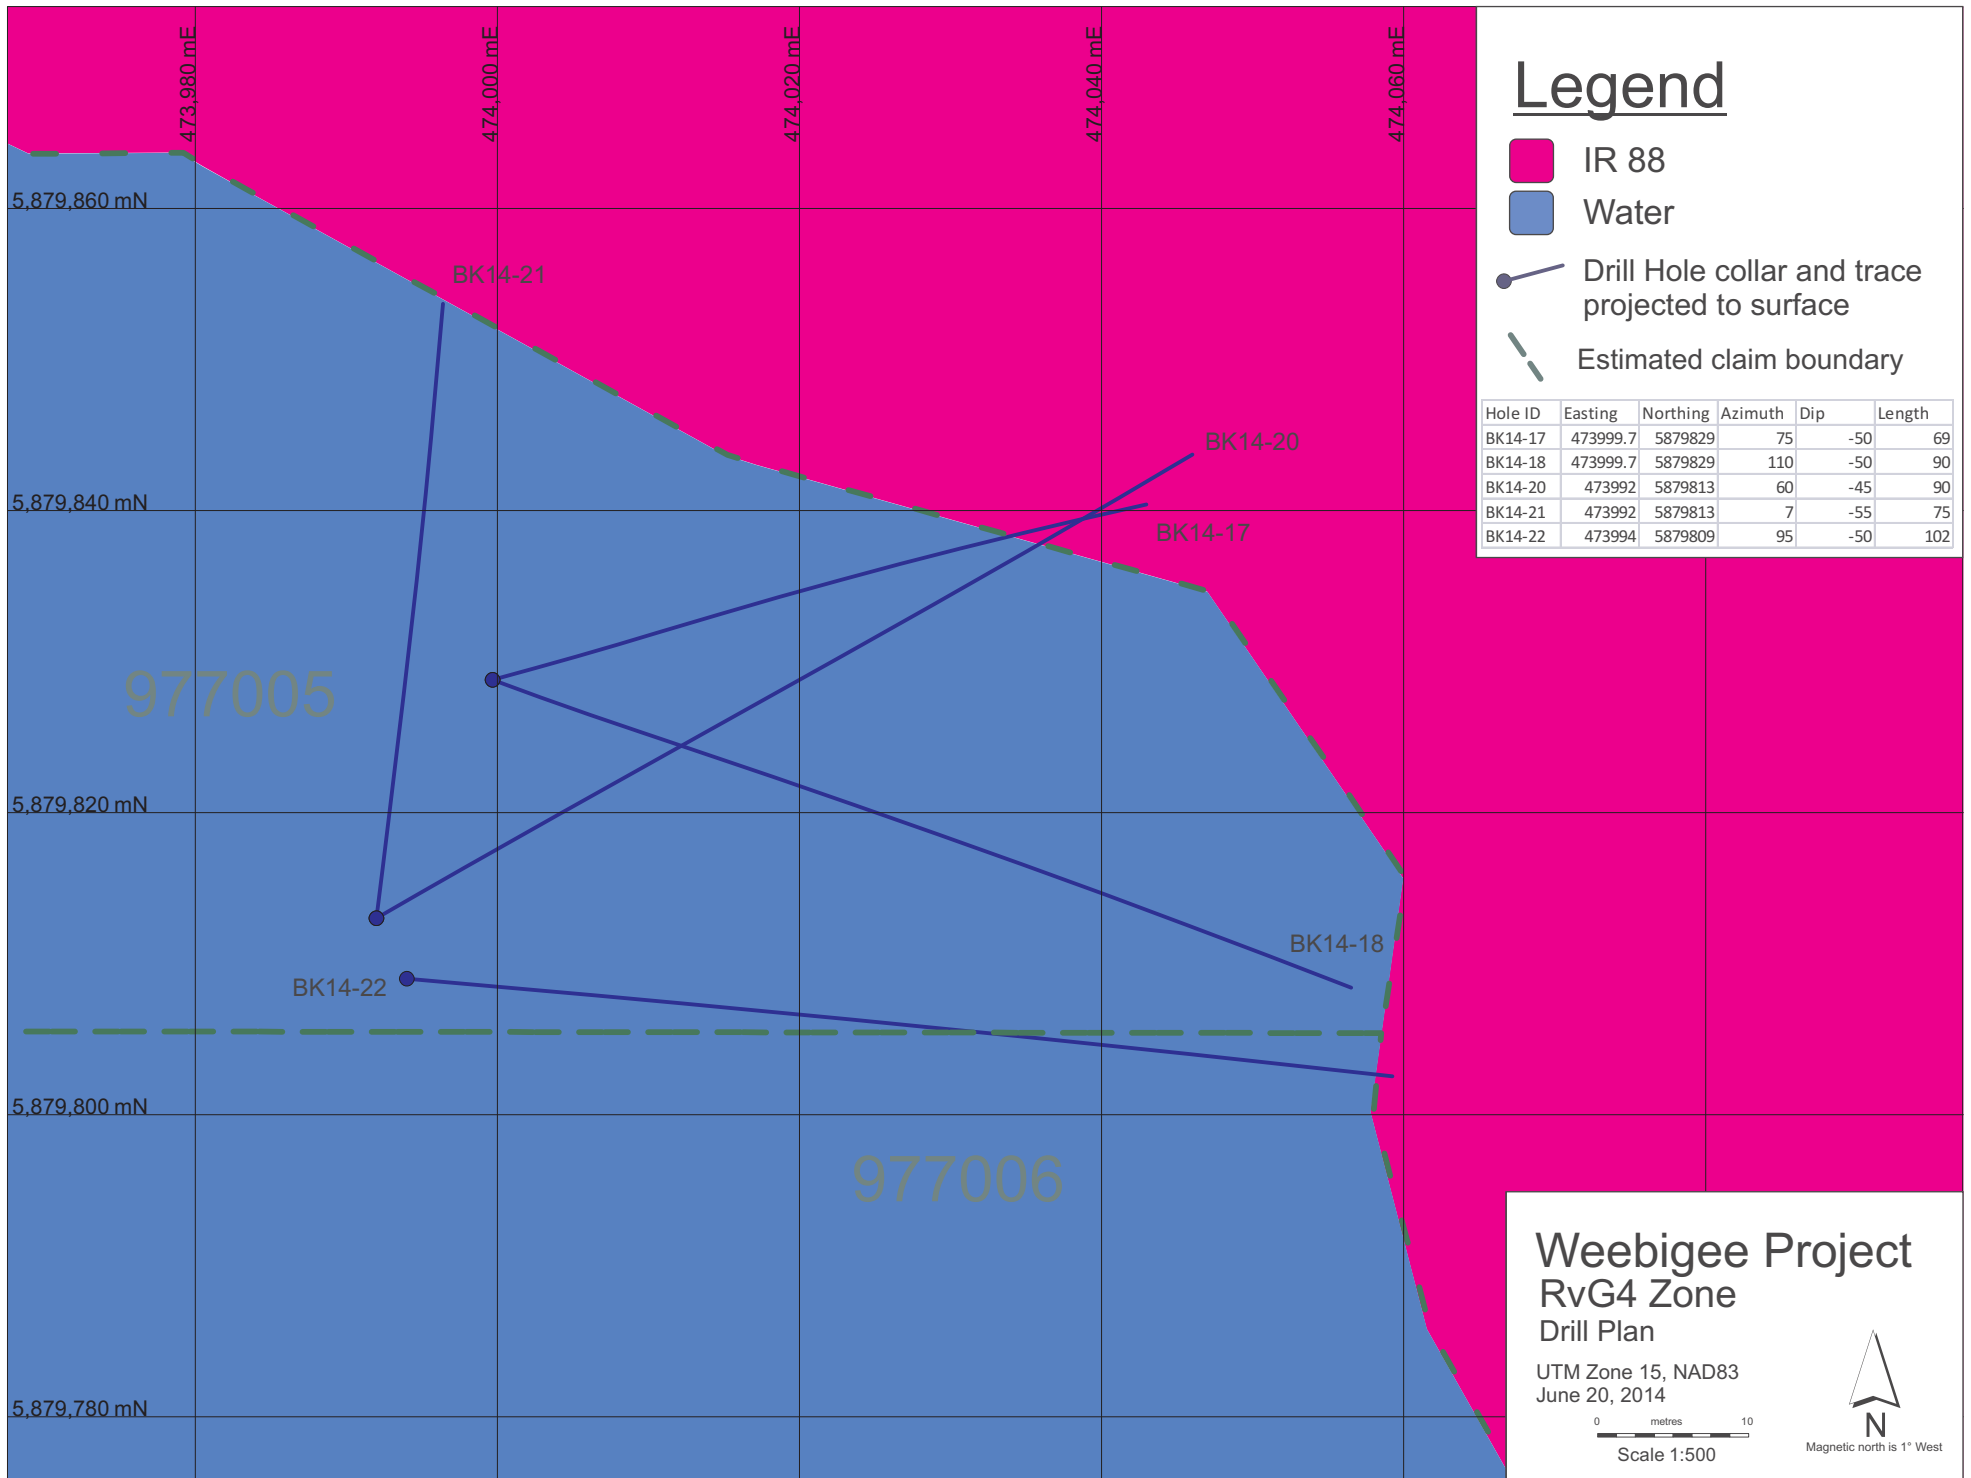 473,980 mE
474,000 mE
474,020 mE
474,040 mE
474,060 mE
5,879,860 mN
5,879,840 mN
5,879,820 mN
5,879,800 mN
5,879,780 mN
BK14-21
BK14-20
BK14-17
977005
BK14-18
BK14-22
977006
Legend
IR 88
Water
Drill Hole collar and trace
projected to surface
Estimated claim boundary
Hole ID Easting Northing Azimuth Dip Length
BK14-17 473999.7 5879829 75 -50 69
BK14-18 473999.7 5879829 110 -50 90
BK14-20 473992 5879813 60 -45 90
BK14-21 473992 5879813 7 -55 75
BK14-22 473994 5879809 95 -50 102
Weebigee Project
RvG4 Zone
Drill Plan
UTM Zone 15, NAD83
June 20, 2014
0 metres 10
Scale 1:500
N
Magnetic north is 1° West